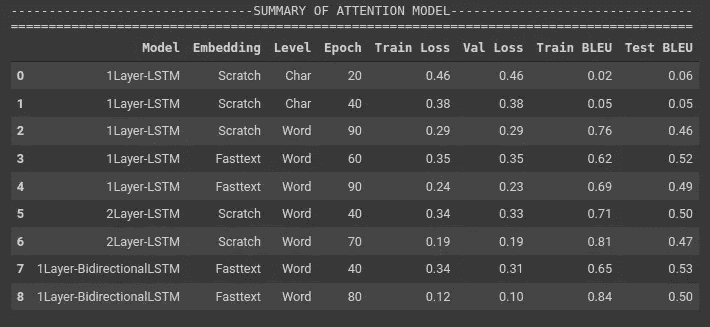 --------------------------------SUMMARY OF ATTENTION MODEL--------------------------------
==========================================================================================
Model Embedding Level Epoch Train Loss Val Loss Train BLEU Test BLEU
0 1Layer-LSTM Scratch Char 20 0.46 0.46 0.02 0.06
1 1Layer-LSTM Scratch Char 40 0.38 0.38 0.05 0.05
2 1Layer-LSTM Scratch Word 90 0.29 0.29 0.76 0.46
3 1Layer-LSTM Fasttext Word 60 0.35 0.35 0.62 0.52
4 1Layer-LSTM Fasttext Word 90 0.24 0.23 0.69 0.49
5 2Layer-LSTM Scratch Word 40 0.34 0.33 0.71 0.50
6 2Layer-LSTM Scratch Word 70 0.19 0.19 0.81 0.47
7 1Layer-BidirectionalLSTM Fasttext Word 40 0.34 0.31 0.65 0.53
8 1Layer-BidirectionalLSTM Fasttext Word 80 0.12 0.10 0.84 0.50